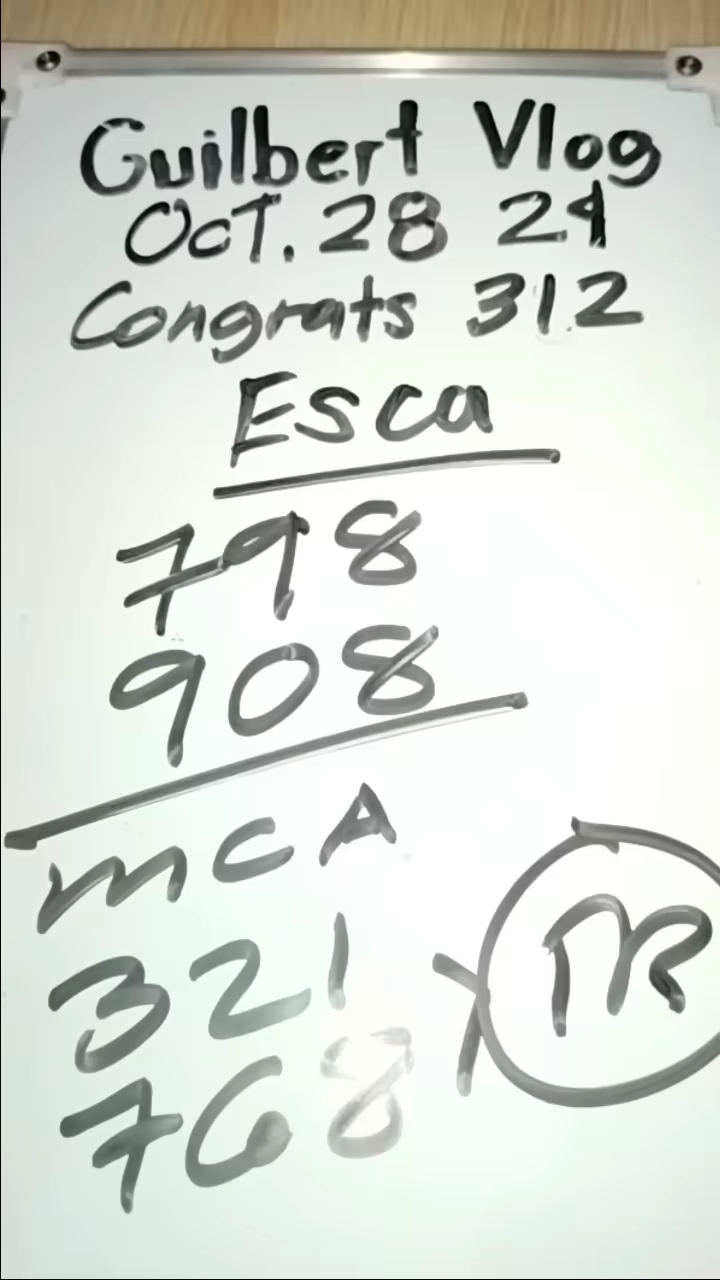 Guilbert Vlog
Oct. 28 24
Congrats 312
Esca
798
908
MCA
321
768